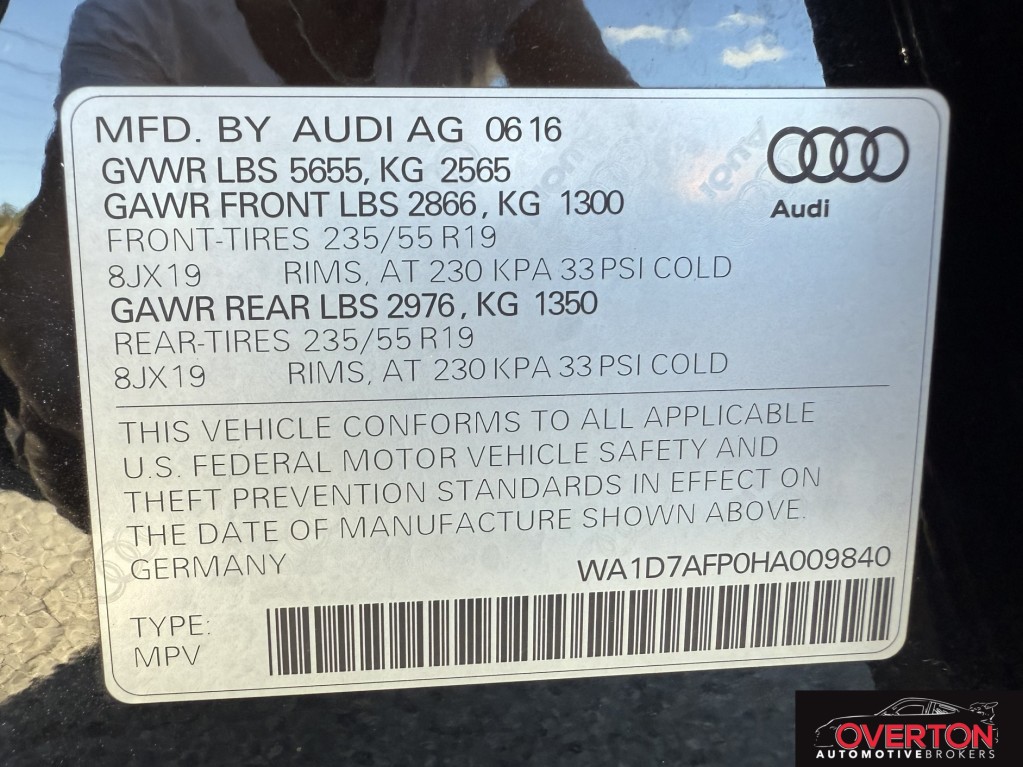 MFD. BY AUDI AG 06 16
GVWR LBS 5655, KG 2565
GAWR FRONT LBS 2866, KG 1300
FRONT-TIRES 235/55 R19
8JX19 RIMS, AT 230 KPA 33 PSI COLD
GAWR REAR LBS 2976, KG 1350
REAR-TIRES 235/55 R19
8JX19 RIMS, AT 230 KPA 33 PSI COLD
Audi
THIS VEHICLE CONFORMS TO ALL APPLICABLE
U.S. FEDERAL MOTOR VEHICLE SAFETY AND
THEFT PREVENTION STANDARDS IN EFFECT ON
THE DATE OF MANUFACTURE SHOWN ABOVE.
GERMANY WA1D7AFP0HA009840
TYPE:
MPV
OVERTON
AUTOMOTIVEBROKERS